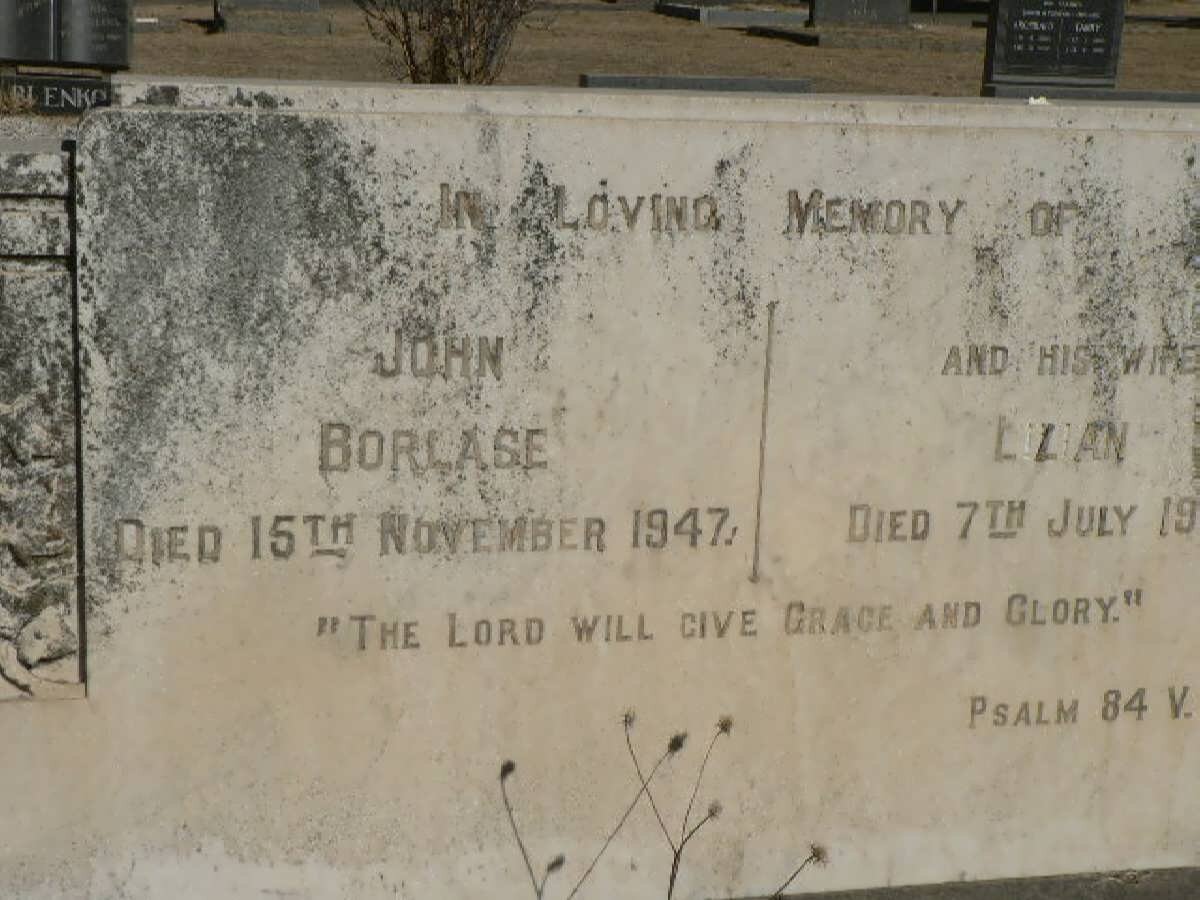 IN LOVING MEMORY OF
JOHN
BORLASE
DIED 15TH NOVEMBER 1947.
AND HIS WIFE
LILIAN
DIED 7TH JULY 19
"THE LORD WILL GIVE GRACE AND GLORY."
PSALM 84 V.